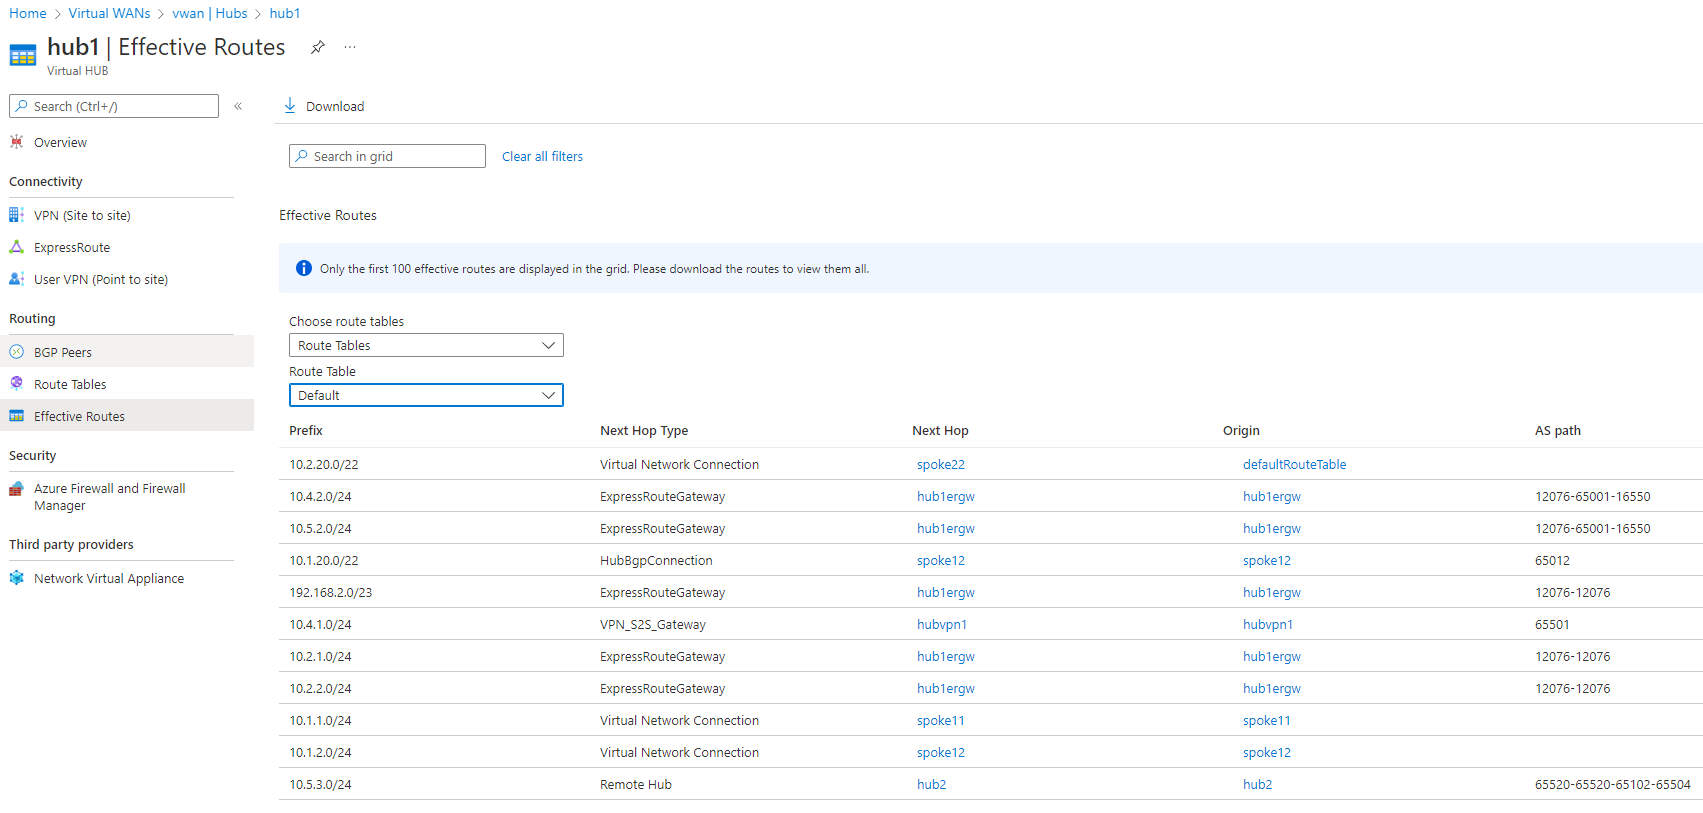 Home > Virtual WANs > vwan | Hubs > hub1
hub1 | Effective Routes
Virtual HUB
Search (Ctrl+/)
Overview
Connectivity
VPN (Site to site)
ExpressRoute
User VPN (Point to site)
Routing
BGP Peers
Route Tables
Effective Routes
Security
Azure Firewall and Firewall
Manager
Third party providers
Network Virtual Appliance
Download
Search in grid Clear all filters
Effective Routes
Only the first 100 effective routes are displayed in the grid. Please download the routes to view them all.
Choose route tables
Route Tables
Route Table
Default
Prefix Next Hop Type Next Hop Origin AS path
10.2.20.0/22 Virtual Network Connection spoke22 defaultRouteTable
10.4.2.0/24 ExpressRouteGateway hub1ergw hub1ergw 12076-65001-16550
10.5.2.0/24 ExpressRouteGateway hub1ergw hub1ergw 12076-65001-16550
10.1.20.0/22 HubBgpConnection spoke12 spoke12 65012
192.168.2.0/23 ExpressRouteGateway hub1ergw hub1ergw 12076-12076
10.4.1.0/24 VPN_S2S_Gateway hubvpn1 hubvpn1 65501
10.2.1.0/24 ExpressRouteGateway hub1ergw hub1ergw 12076-12076
10.2.2.0/24 ExpressRouteGateway hub1ergw hub1ergw 12076-12076
10.1.1.0/24 Virtual Network Connection spoke11 spoke11
10.1.2.0/24 Virtual Network Connection spoke12 spoke12
10.5.3.0/24 Remote Hub hub2 hub2 65520-65520-65102-65504